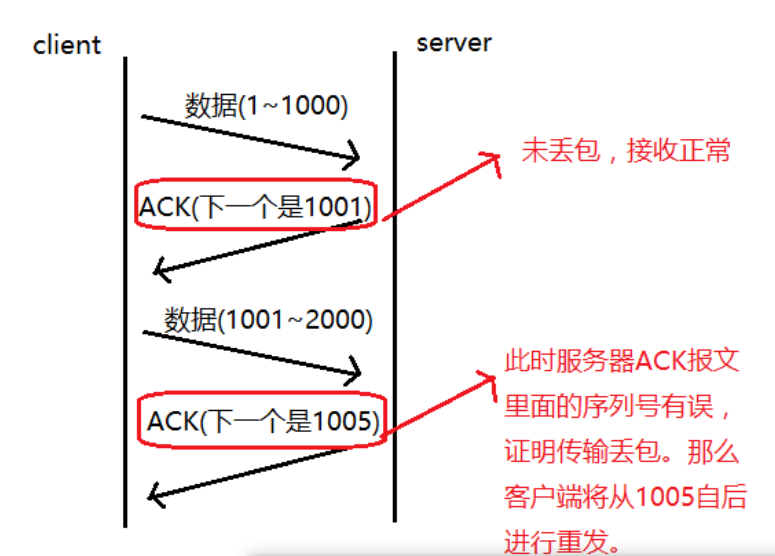 client
server
数据(1~1000)
未丢包，接收正常
ACK(下一个是1001)
数据(1001~2000)
此时服务器ACK报文
里面的序列号有误，
证明传输丢包。那么
客户端将从1005自后
进行重发。
ACK(下一个是1005)